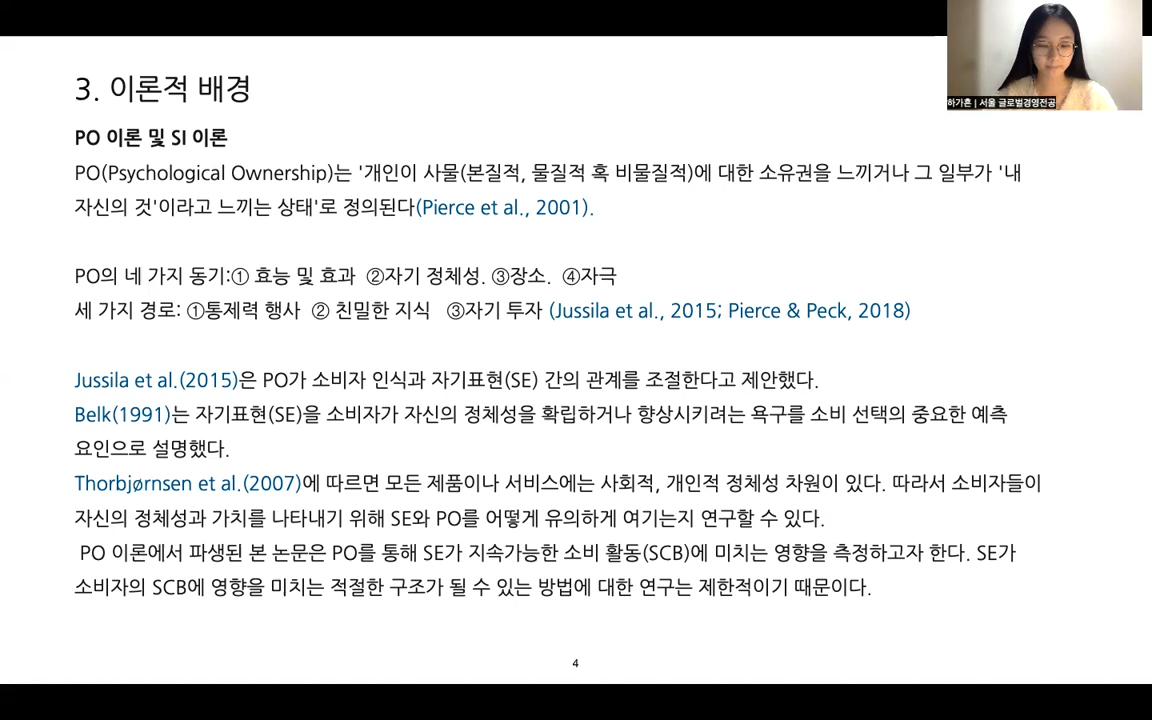 3. 이론적 배경
하가흔 | 서울 글로벌경영전공
PO 이론 및 SI 이론
PO(Psychological Ownership)는 '개인이 사물(본질적, 물질적 혹 비물질적)에 대한 소유권을 느끼거나 그 일부가 '내
자신의 것'이라고 느끼는 상태'로 정의된다(Pierce et al., 2001).
PO의 네 가지 동기:① 효능 및 효과 ②자기 정체성. ③장소. ④자극
세 가지 경로: ①통제력 행사 ② 친밀한 지식 ③자기 투자 (Jussila et al., 2015; Pierce & Peck, 2018)
Jussila et al.(2015)은 PO가 소비자 인식과 자기표현(SE) 간의 관계를 조절한다고 제안했다.
Belk(1991)는 자기표현(SE)을 소비자가 자신의 정체성을 확립하거나 향상시키려는 욕구를 소비 선택의 중요한 예측
요인으로 설명했다.
Thorbjørnsen et al.(2007)에 따르면 모든 제품이나 서비스에는 사회적, 개인적 정체성 차원이 있다. 따라서 소비자들이
자신의 정체성과 가치를 나타내기 위해 SE와 PO를 어떻게 유의하게 여기는지 연구할 수 있다.
PO 이론에서 파생된 본 논문은 PO를 통해 SE가 지속가능한 소비 활동(SCB)에 미치는 영향을 측정하고자 한다. SE가
소비자의 SCB에 영향을 미치는 적절한 구조가 될 수 있는 방법에 대한 연구는 제한적이기 때문이다.
4